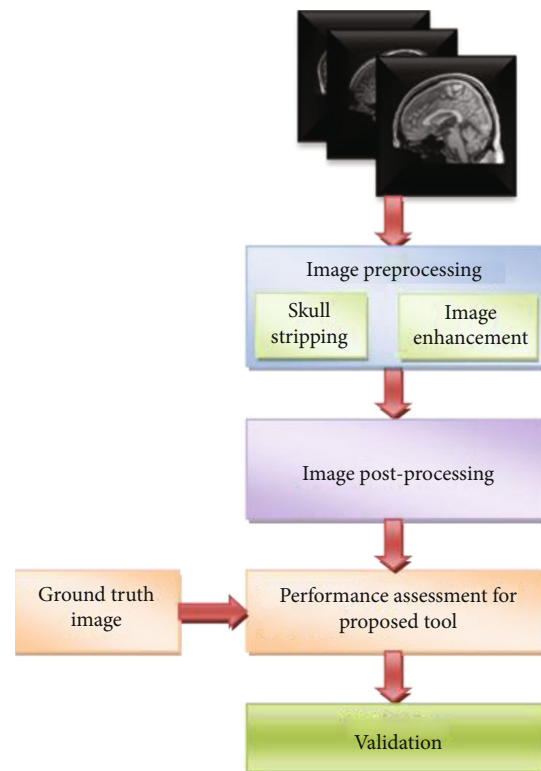 Image preprocessing
Skull
stripping
Image
enhancement
Image post-processing
Ground truth
image
Performance assessment for
proposed tool
Validation